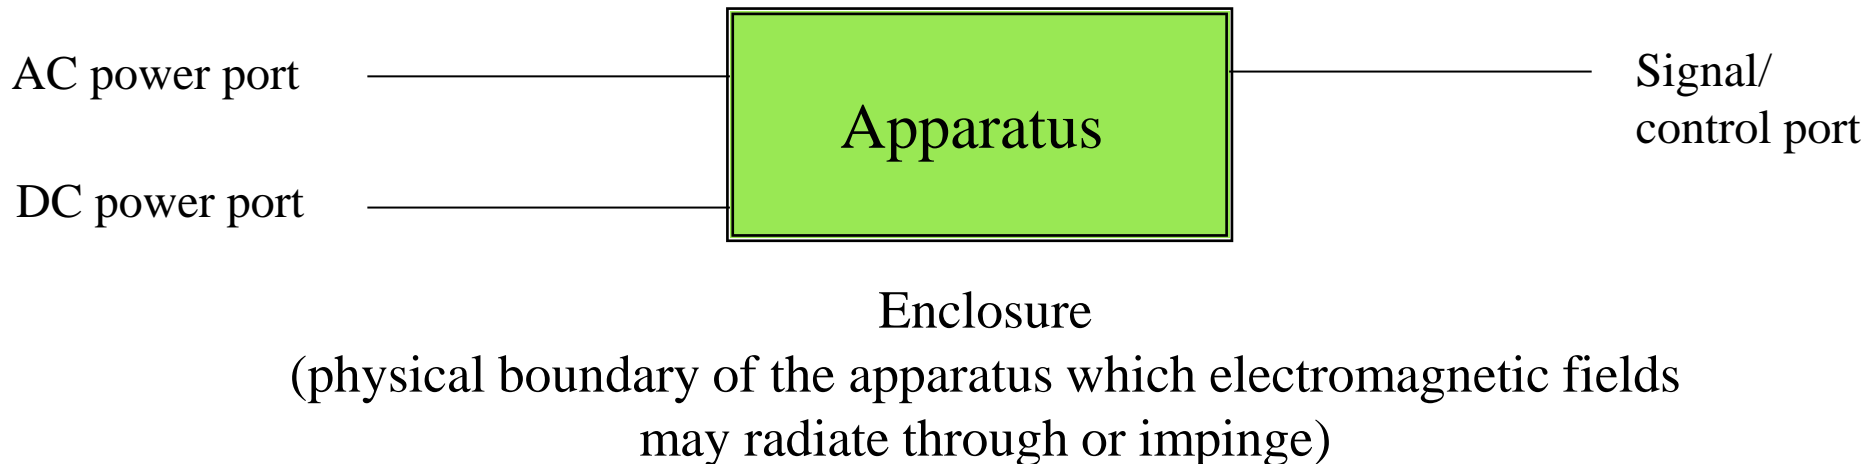 AC power port
DC power port
Apparatus
Signal/
control port
Enclosure
(physical boundary of the apparatus which electromagnetic fields
may radiate through or impinge)